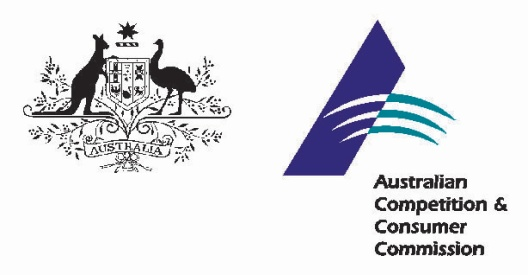 AUSTRALIA
Australian
Competition &
Consumer
Commission